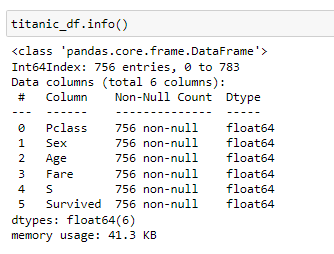 titanic_df.info()
<class 'pandas.core.frame.DataFrame'>
Int64Index: 756 entries, 0 to 783
Data columns (total 6 columns):
 #   Column    Non-Null Count  Dtype
---  ------    --------------  -----
 0   Pclass    756 non-null    float64
 1   Sex       756 non-null    float64
 2   Age       756 non-null    float64
 3   Fare      756 non-null    float64
 4   S         756 non-null    float64
 5   Survived  756 non-null    float64
dtypes: float64(6)
memory usage: 41.3 KB